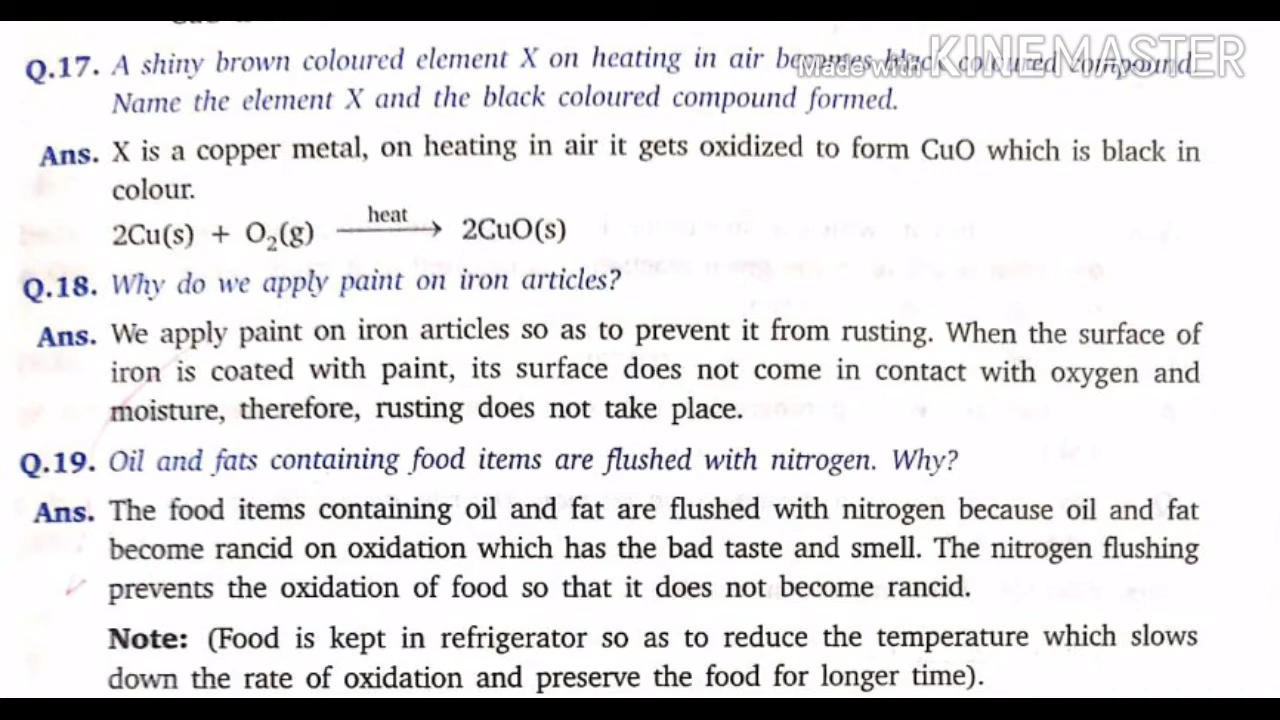 Q.17. A shiny brown coloured element X on heating in air becomes black coloured compound.
Made with KINEMASTER
Name the element X and the black coloured compound formed.
Ans. X is a copper metal, on heating in air it gets oxidized to form CuO which is black in
colour.
2Cu(s) + O₂(g) heat → 2CuO(s)
Q.18. Why do we apply paint on iron articles?
Ans. We apply paint on iron articles so as to prevent it from rusting. When the surface of
iron is coated with paint, its surface does not come in contact with oxygen and
moisture, therefore, rusting does not take place.
Q.19. Oil and fats containing food items are flushed with nitrogen. Why?
Ans. The food items containing oil and fat are flushed with nitrogen because oil and fat
become rancid on oxidation which has the bad taste and smell. The nitrogen flushing
prevents the oxidation of food so that it does not become rancid.
Note: (Food is kept in refrigerator so as to reduce the temperature which slows
down the rate of oxidation and preserve the food for longer time).